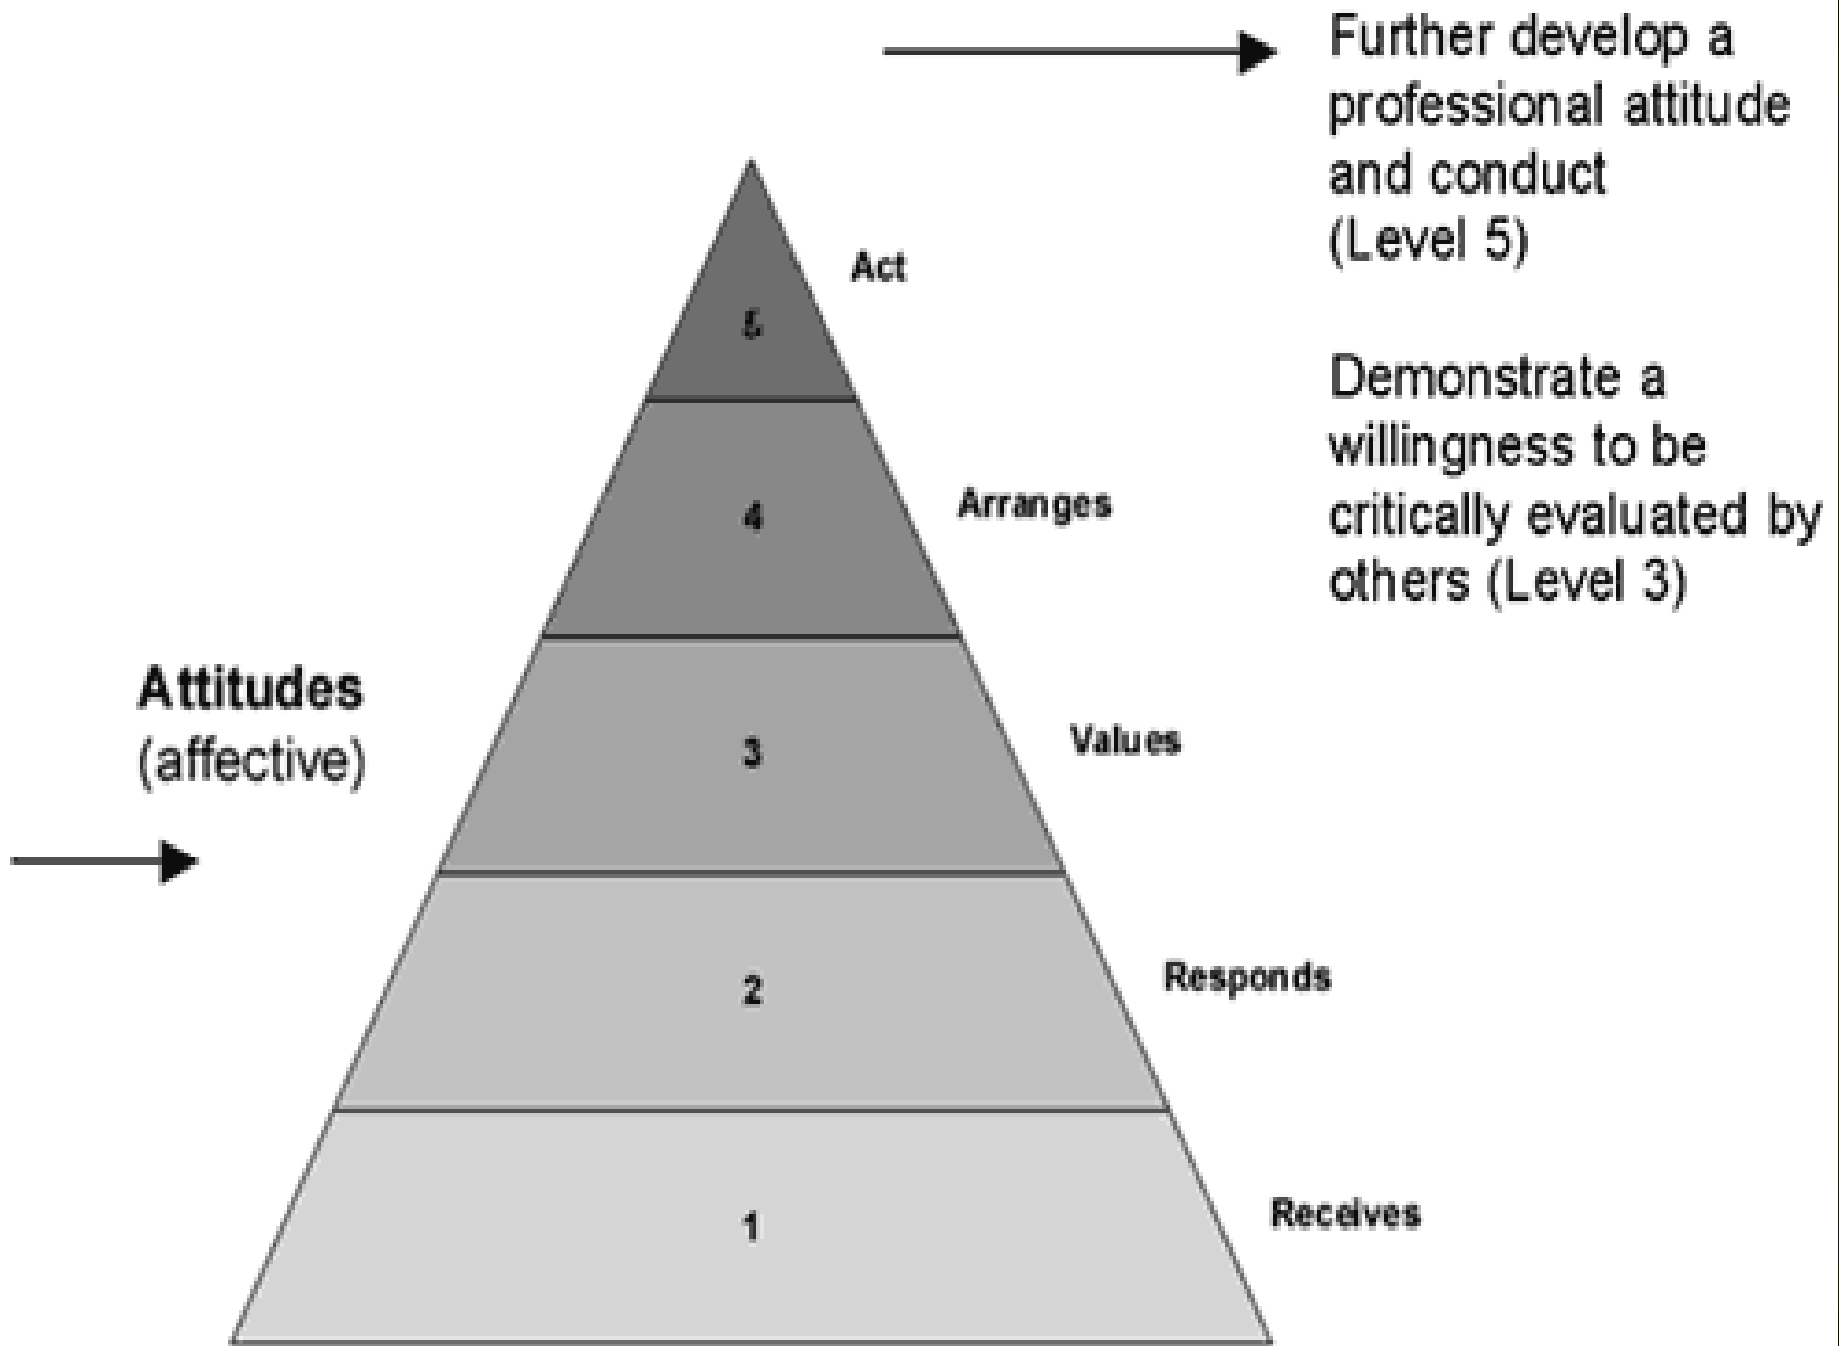 Further develop a
professional attitude
and conduct
(Level 5)
Act
5
Demonstrate a
willingness to be
critically evaluated by
others (Level 3)
4
Arranges
Attitudes
(affective)
3
Values
2
Responds
1
Receives